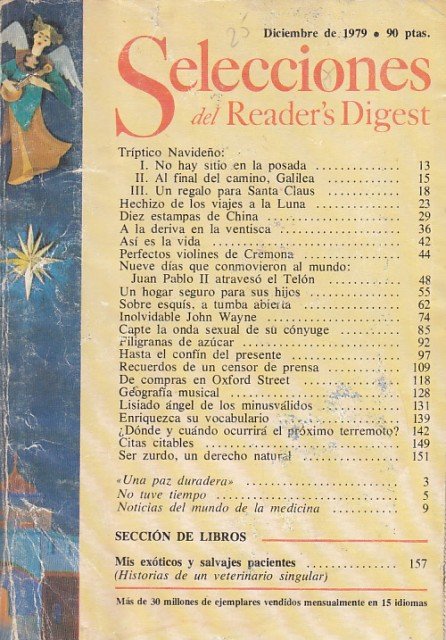 25
Diciembre de 1979 • 90 ptas.
Selecciones
del Reader's Digest
Tríptico Navideño:
I. No hay sitio en la posada 13
II. Al final del camino, Galilea 15
III. Un regalo para Santa Claus 18
Hechizo de los viajes a la Luna 23
Diez estampas de China 29
A la deriva en la ventisca 36
Así es la vida 42
Perfectos violines de Cremona 44
Nueve días que conmovieron al mundo:
Juan Pablo II atravesó el Telón 48
Un hogar seguro para sus hijos 55
Sobre esquís, a tumba abierta 62
Inolvidable John Wayne 74
Capte la onda sexual de su cónyuge 85
Filigranas de azúcar 92
Hasta el confín del presente 97
Recuerdos de un censor de prensa 109
De compras en Oxford Street 118
Geografía musical 128
Lisiado ángel de los minusválidos 131
Enriquezca su vocabulario 139
¿Dónde y cuándo ocurrirá el próximo terremoto? 142
Citas citables 149
Ser zurdo, un derecho natural 151
«Una paz duradera» 3
No tuve tiempo 5
Noticias del mundo de la medicina 9
SECCIÓN DE LIBROS
Mis exóticos y salvajes pacientes 157
(Historias de un veterinario singular)
Más de 30 millones de ejemplares vendidos mensualmente en 15 idiomas